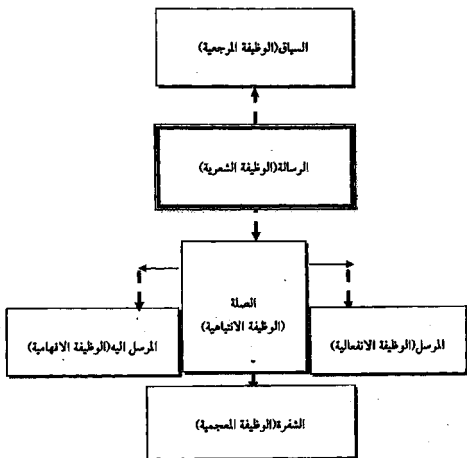 السياق(الوظيفة المرجعية)
الرسالة(الوظيفة الشعرية)
الصلة
(الوظيفة الانتباهية)
المرسل(الوظيفة الانفعالية)
المرسل اليه(الوظيفة الافهامية)
الشفرة(الوظيفة المعجمية)